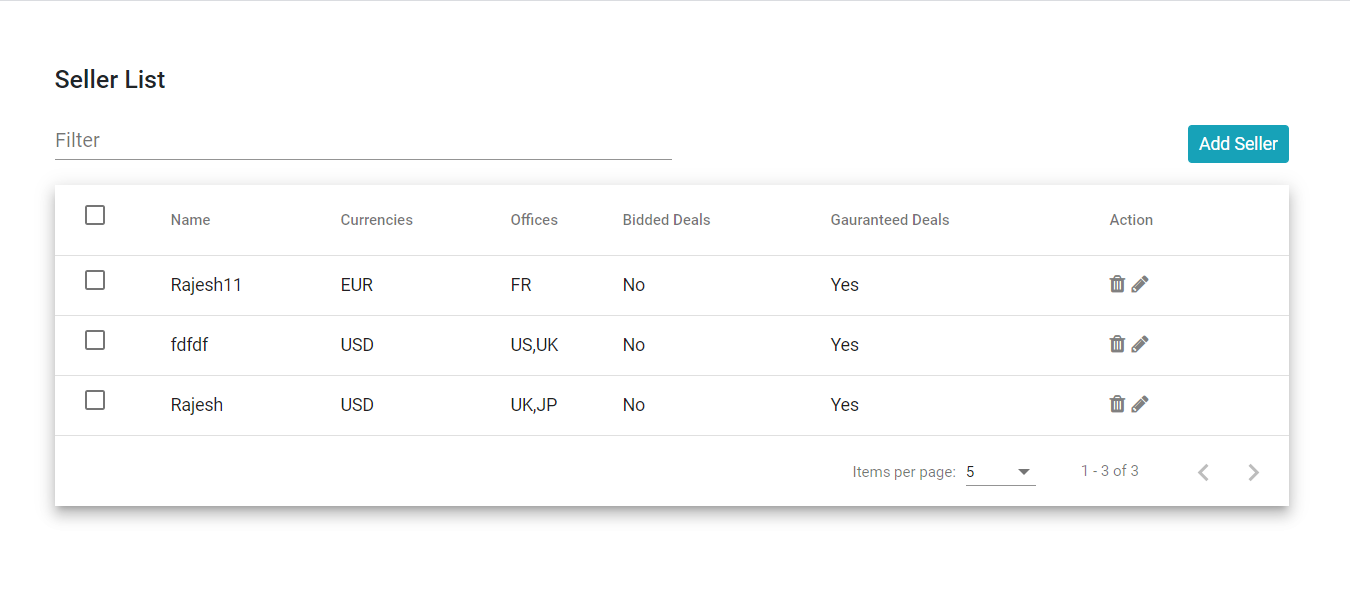 Seller List
Filter
Add Seller
Name Currencies Offices Bidded Deals Gauranteed Deals Action
Rajesh11 EUR FR No Yes
fdfdf USD US,UK No Yes
Rajesh USD UK,JP No Yes
Items per page: 5 1 - 3 of 3